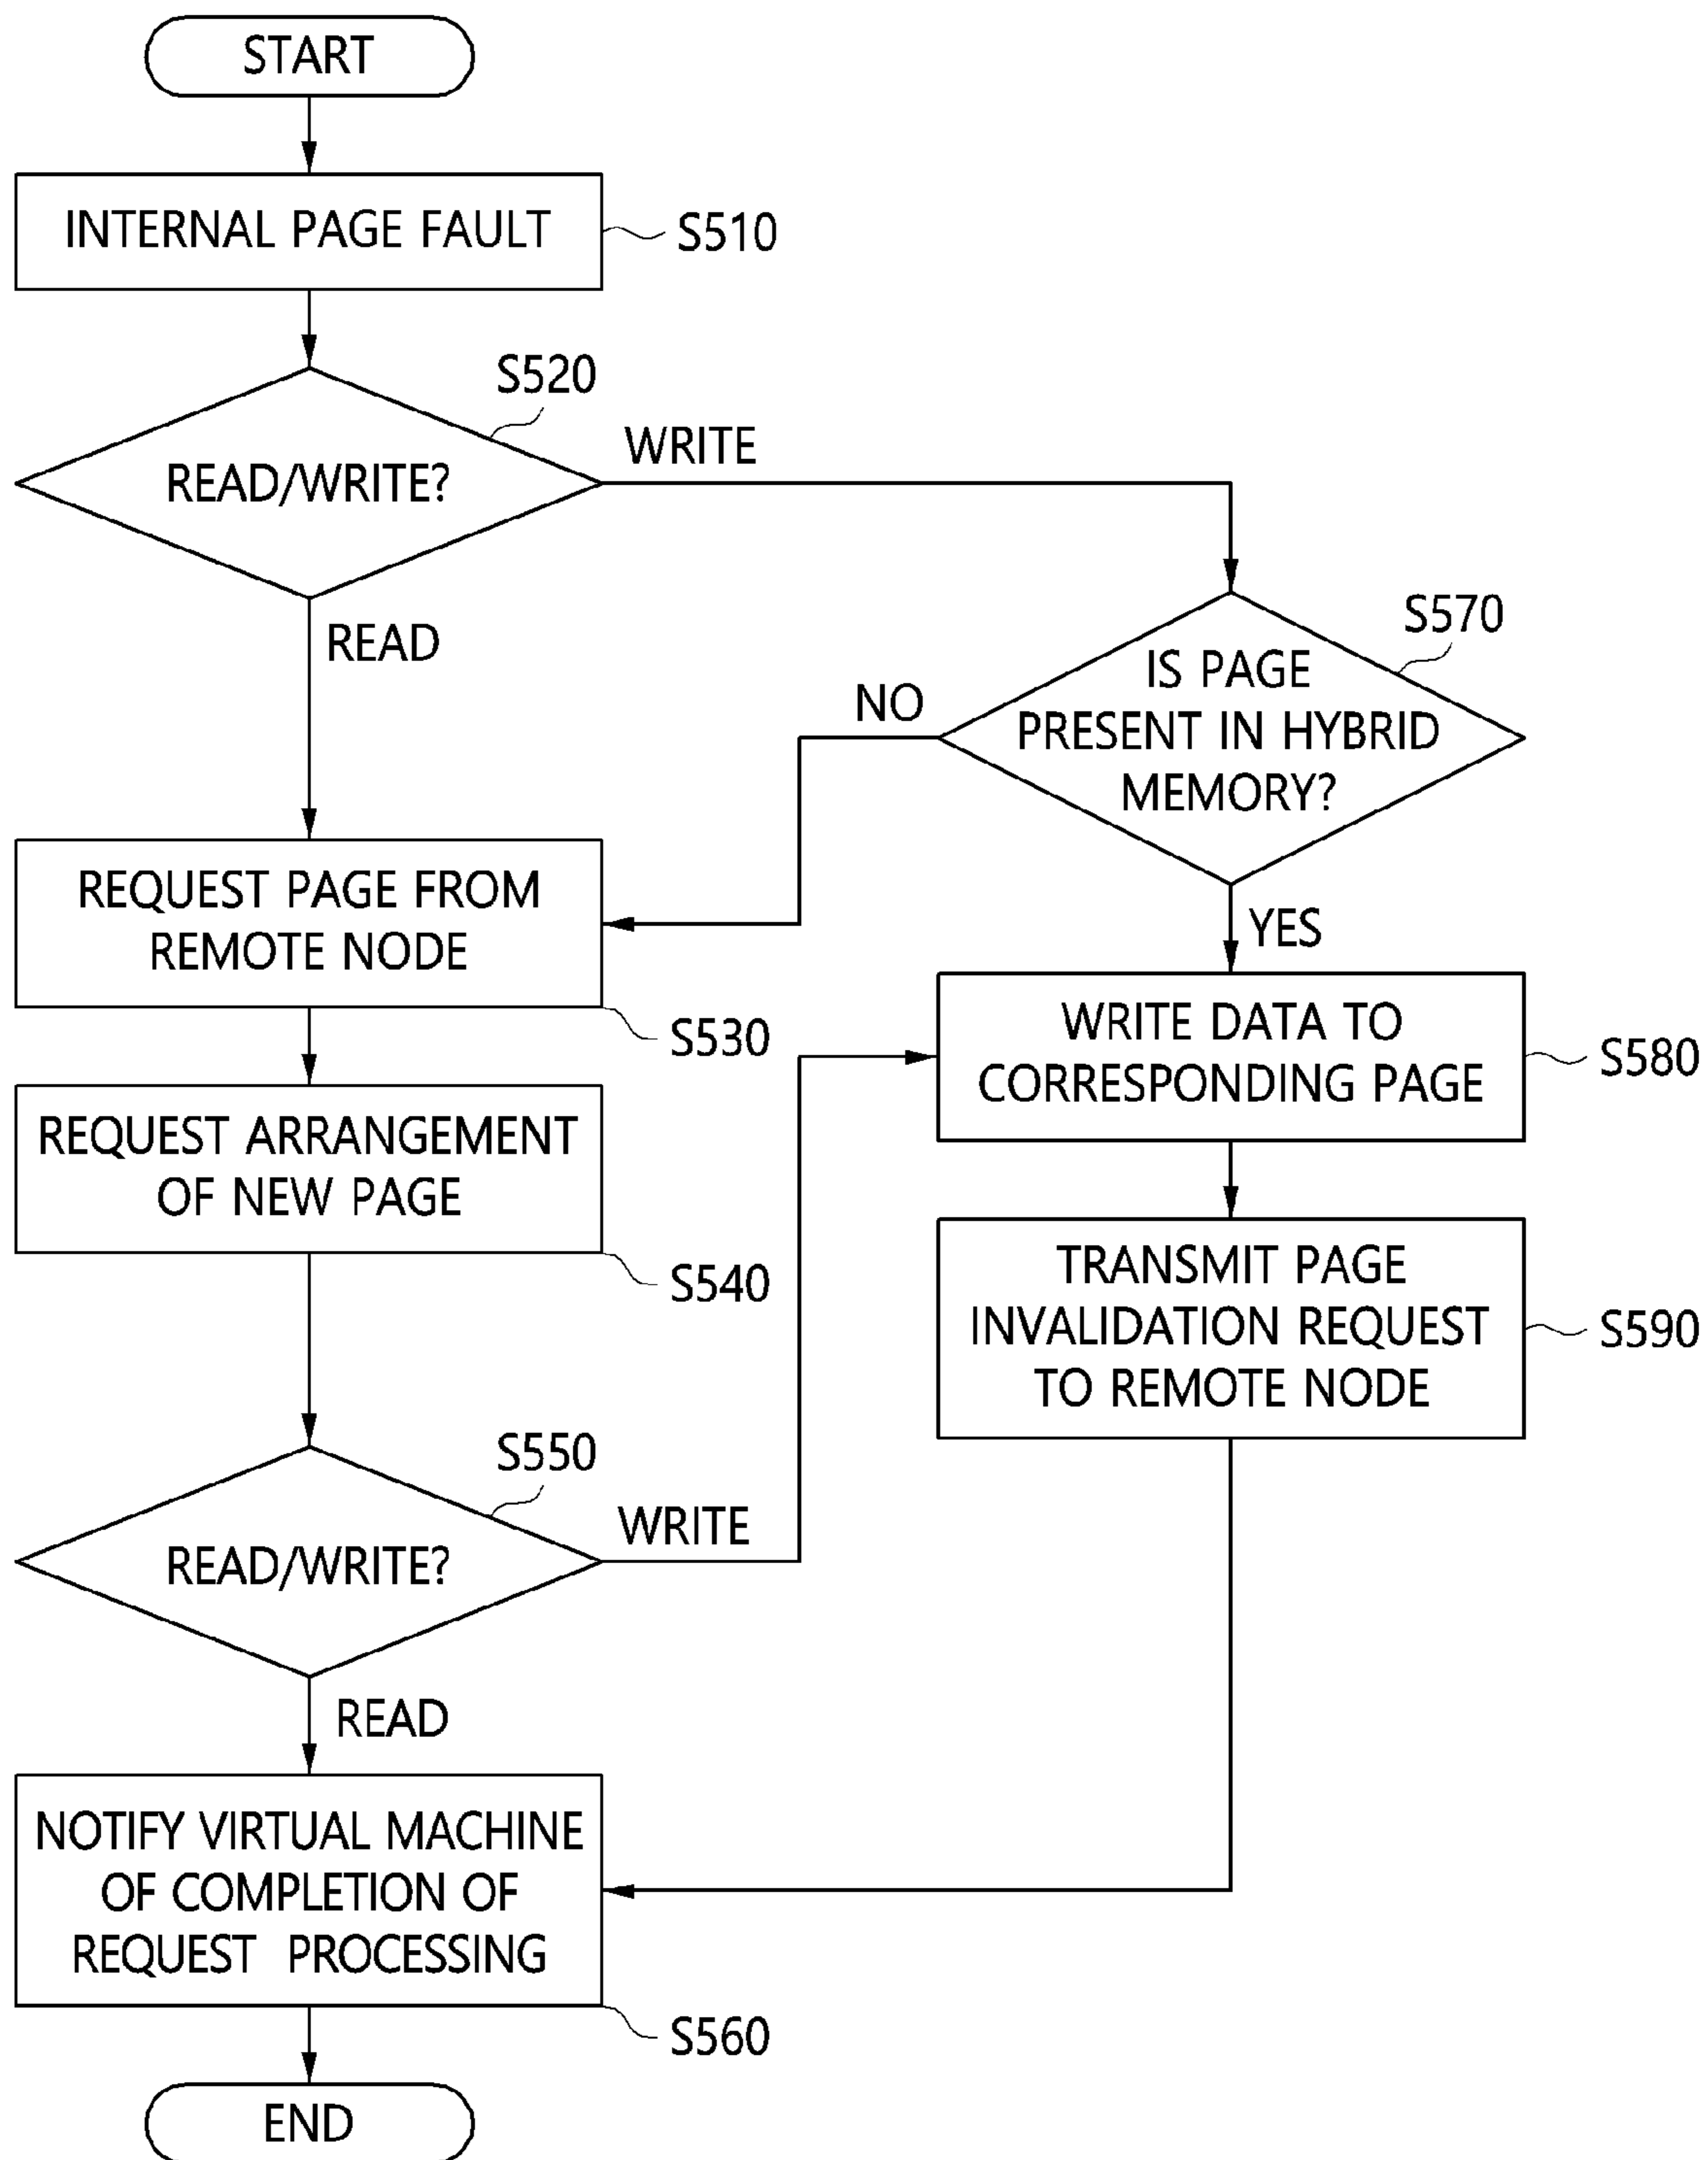 START
INTERNAL PAGE FAULT
S510
S520
READ/WRITE?
WRITE
READ
S570
IS PAGE
PRESENT IN HYBRID
MEMORY?
NO
YES
REQUEST PAGE FROM
REMOTE NODE
S530
WRITE DATA TO
CORRESPONDING PAGE
S580
REQUEST ARRANGEMENT
OF NEW PAGE
S540
TRANSMIT PAGE
INVALIDATION REQUEST
TO REMOTE NODE
S590
S550
READ/WRITE?
WRITE
READ
NOTIFY VIRTUAL MACHINE
OF COMPLETION OF
REQUEST PROCESSING
S560
END